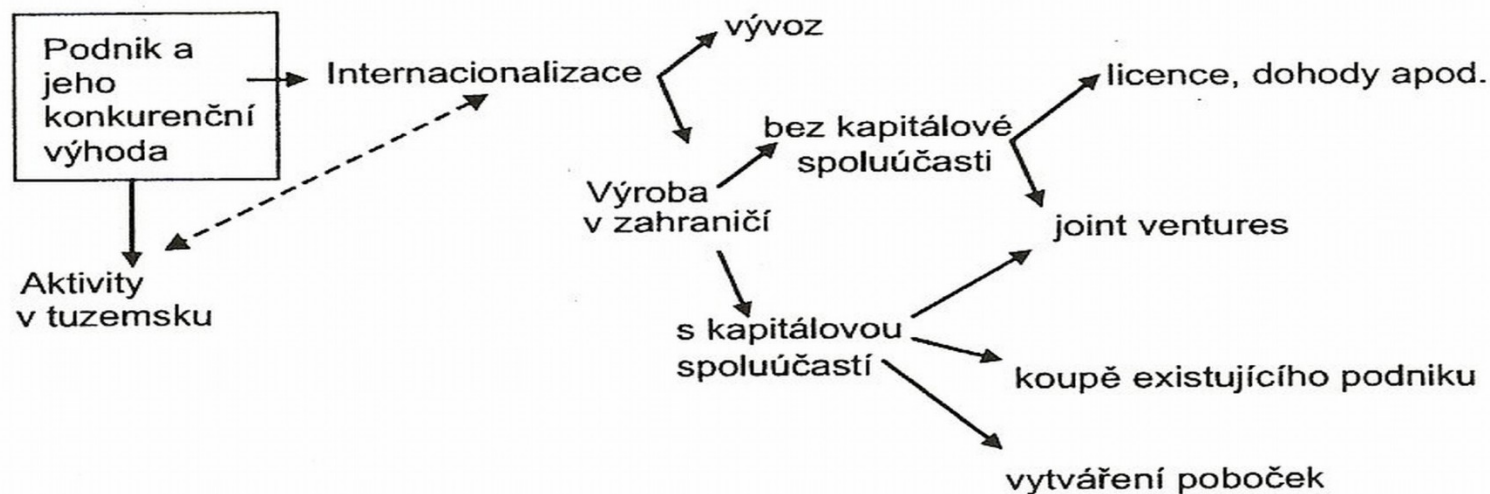 Podnik a
jeho
konkurenční
výhoda
Internacionalizace
vývoz
licence, dohody apod.
bez kapitálové
spoluúčasti
Výroba
v zahraničí
joint ventures
Aktivity
v tuzemsku
s kapitálovou
spoluúčastí
koupě existujícího podniku
vytváření poboček